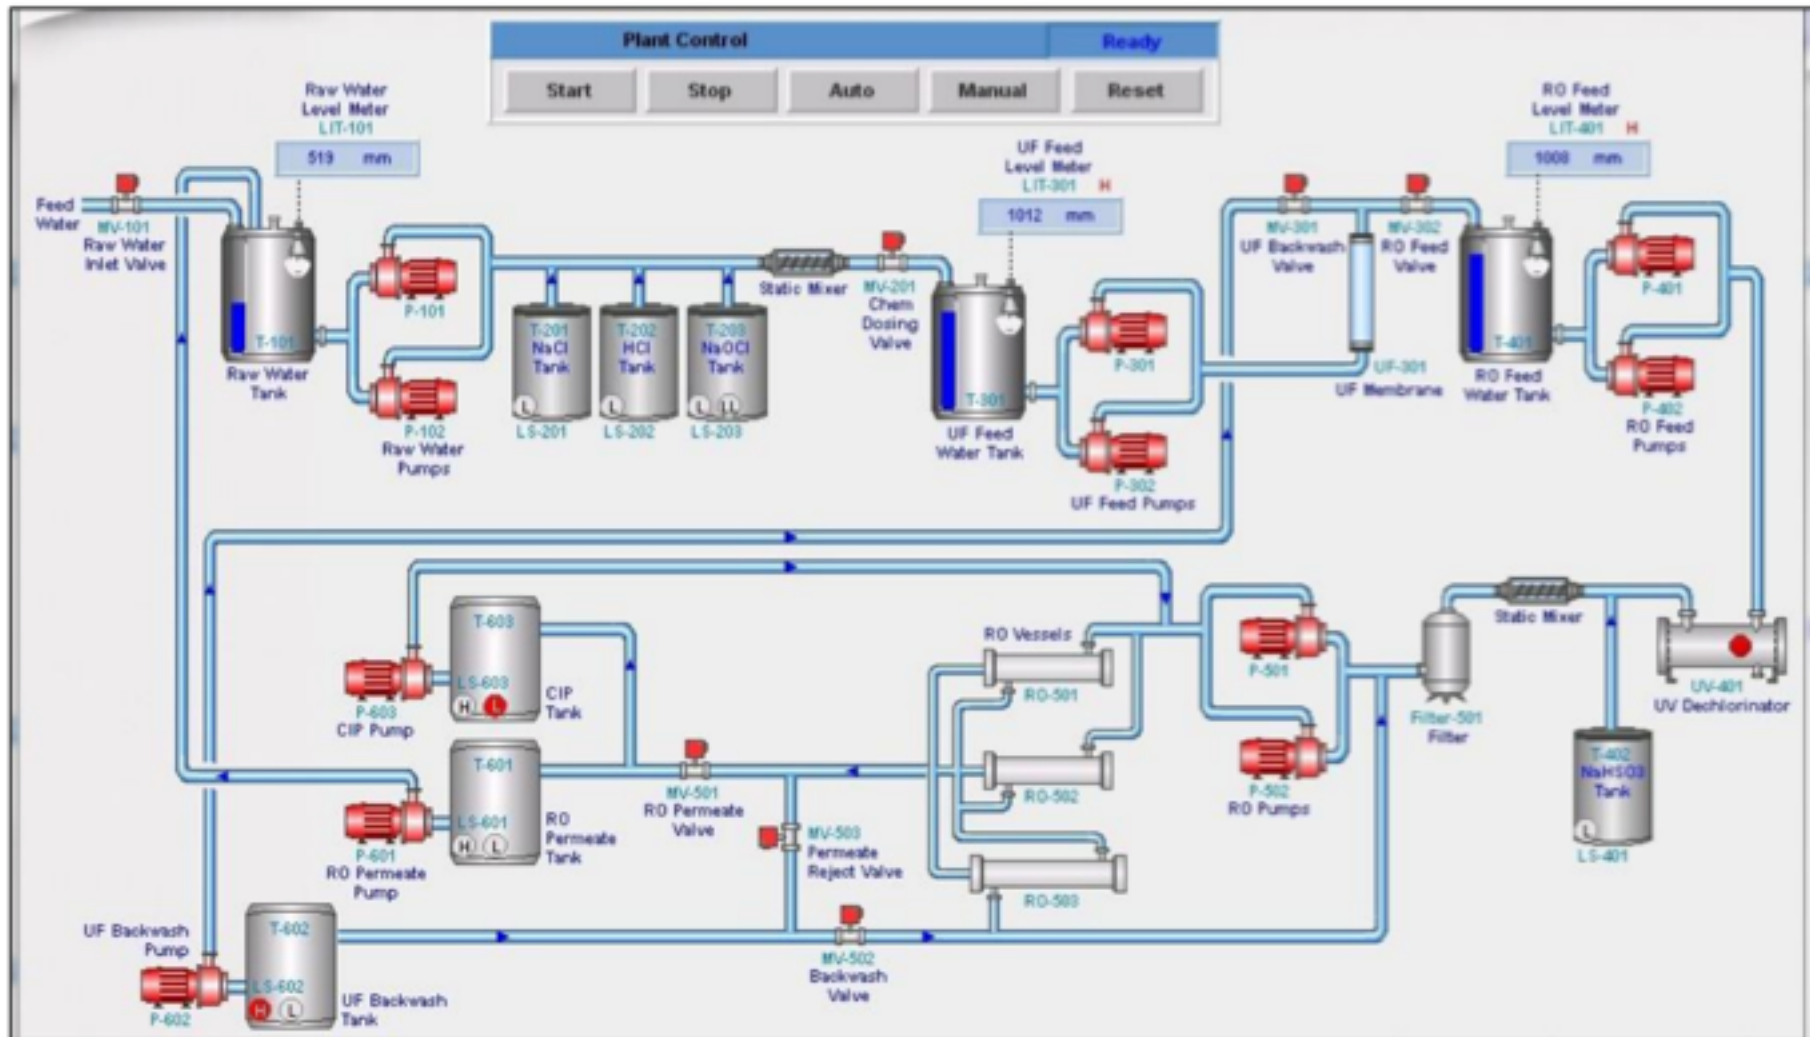 Plant Control
Ready
Start
Stop
Auto
Manual
Reset
Raw Water
Level Meter
LIT-101
519 mm
Feed
Water
MV-101
Raw Water
Inlet Valve
T-101
Raw Water
Tank
P-101
P-102
Raw Water
Pumps
T-201
NaCl
Tank
L
LS-201
T-202
HCl
Tank
L
LS-202
T-203
NaOCl
Tank
L
LL
LS-203
Static Mixer
MV-201
Chem
Dosing
Valve
UF Feed
Level Meter
LIT-301 H
1012 mm
T-301
UF Feed
Water Tank
P-301
P-302
UF Feed Pumps
MV-301
UF Backwash
Valve
MV-302
RO Feed
Valve
UF-301
UF Membrane
RO Feed
Level Meter
LIT-401 H
1008 mm
T-401
RO Feed
Water Tank
P-401
P-402
RO Feed
Pumps
T-603
LS-603
H
L
CIP
Tank
P-603
CIP Pump
T-601
LS-601
H
L
RO
Permeate
Tank
P-601
RO Permeate
Pump
MV-501
RO Permeate
Valve
MV-503
Permeate
Reject Valve
RO Vessels
RO-501
RO-502
RO-503
P-501
P-502
RO Pumps
Filter-501
Filter
Static Mixer
UV-401
UV Dechlorinator
T-402
NaHSO3
Tank
L
LS-401
UF Backwash
Pump
P-602
T-602
LS-602
H
L
UF Backwash
Tank
MV-502
Backwash
Valve